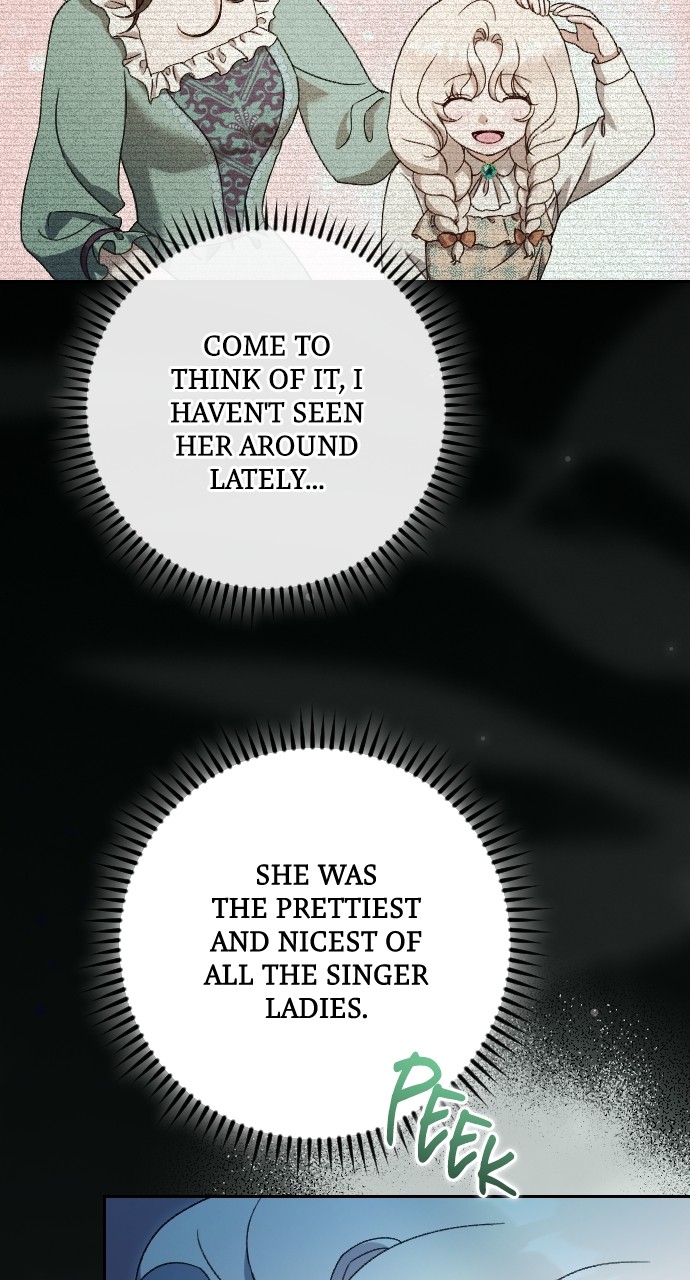 COME TO
THINK OF IT, I
HAVEN'T SEEN
HER AROUND
LATELY...
SHE WAS
THE PRETTIEST
AND NICEST OF
ALL THE SINGER
LADIES.
PEEK